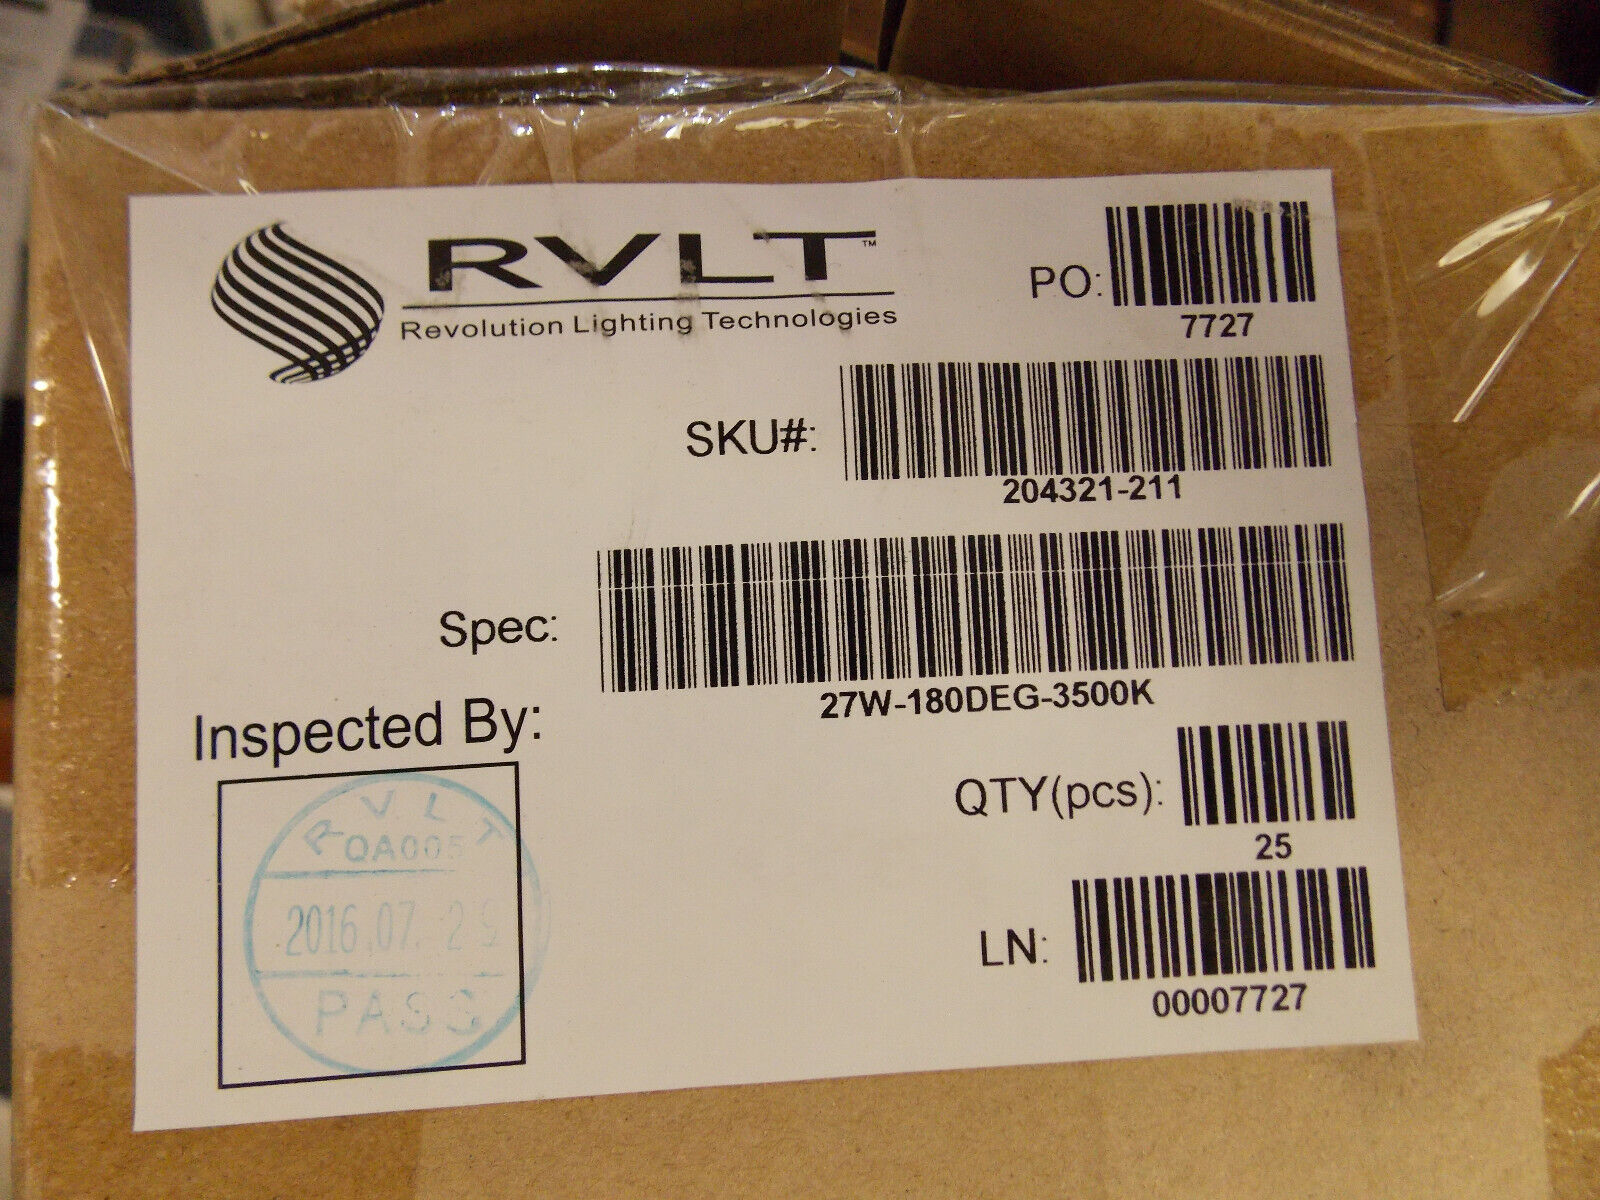 RVLT™
Revolution Lighting Technologies
PO:
7727
SKU#:
204321-211
Spec:
27W-180DEG-3500K
Inspected By:
RVLT
QA005
2016.07.29
PASS
QTY(pcs):
25
LN:
00007727